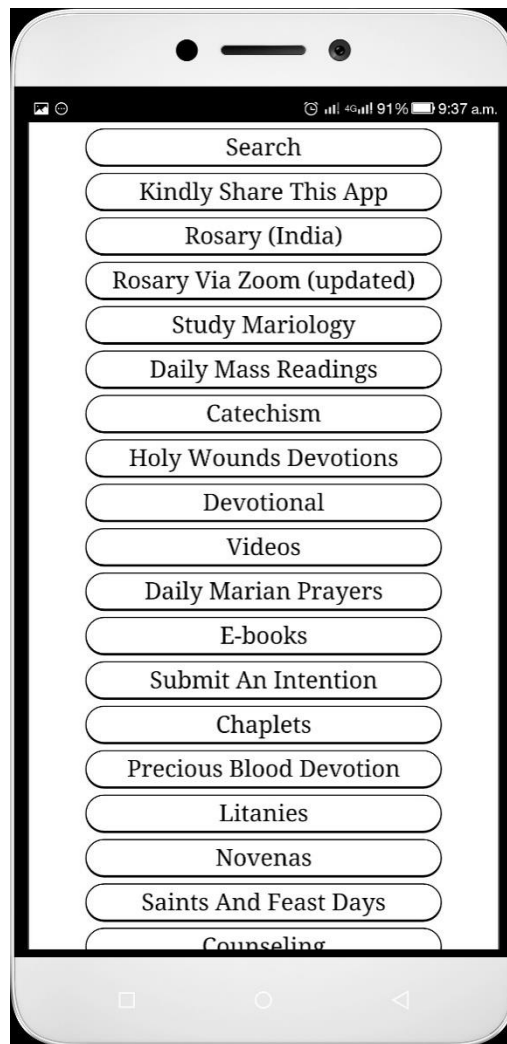 4G 91% 9:37 a.m.
Search
Kindly Share This App
Rosary (India)
Rosary Via Zoom (updated)
Study Mariology
Daily Mass Readings
Catechism
Holy Wounds Devotions
Devotional
Videos
Daily Marian Prayers
E-books
Submit An Intention
Chaplets
Precious Blood Devotion
Litanies
Novenas
Saints And Feast Days
Counseling